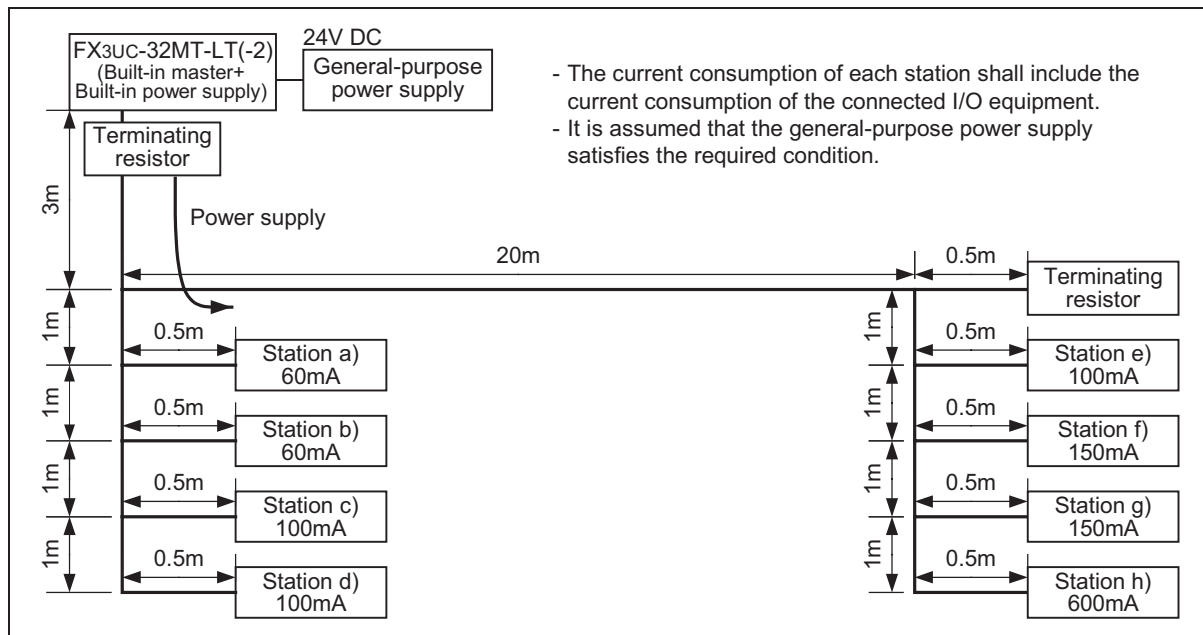 FX3UC-32MT-LT(-2)
(Built-in master+
Built-in power supply)
24V DC
General-purpose
power supply
- The current consumption of each station shall include the
current consumption of the connected I/O equipment.
- It is assumed that the general-purpose power supply
satisfies the required condition.
Terminating
resistor
3m
Power supply
20m
0.5m
Terminating
resistor
1m
0.5m
Station a)
60mA
1m
0.5m
Station e)
100mA
1m
0.5m
Station b)
60mA
1m
0.5m
Station f)
150mA
1m
0.5m
Station c)
100mA
1m
0.5m
Station g)
150mA
1m
0.5m
Station d)
100mA
1m
0.5m
Station h)
600mA